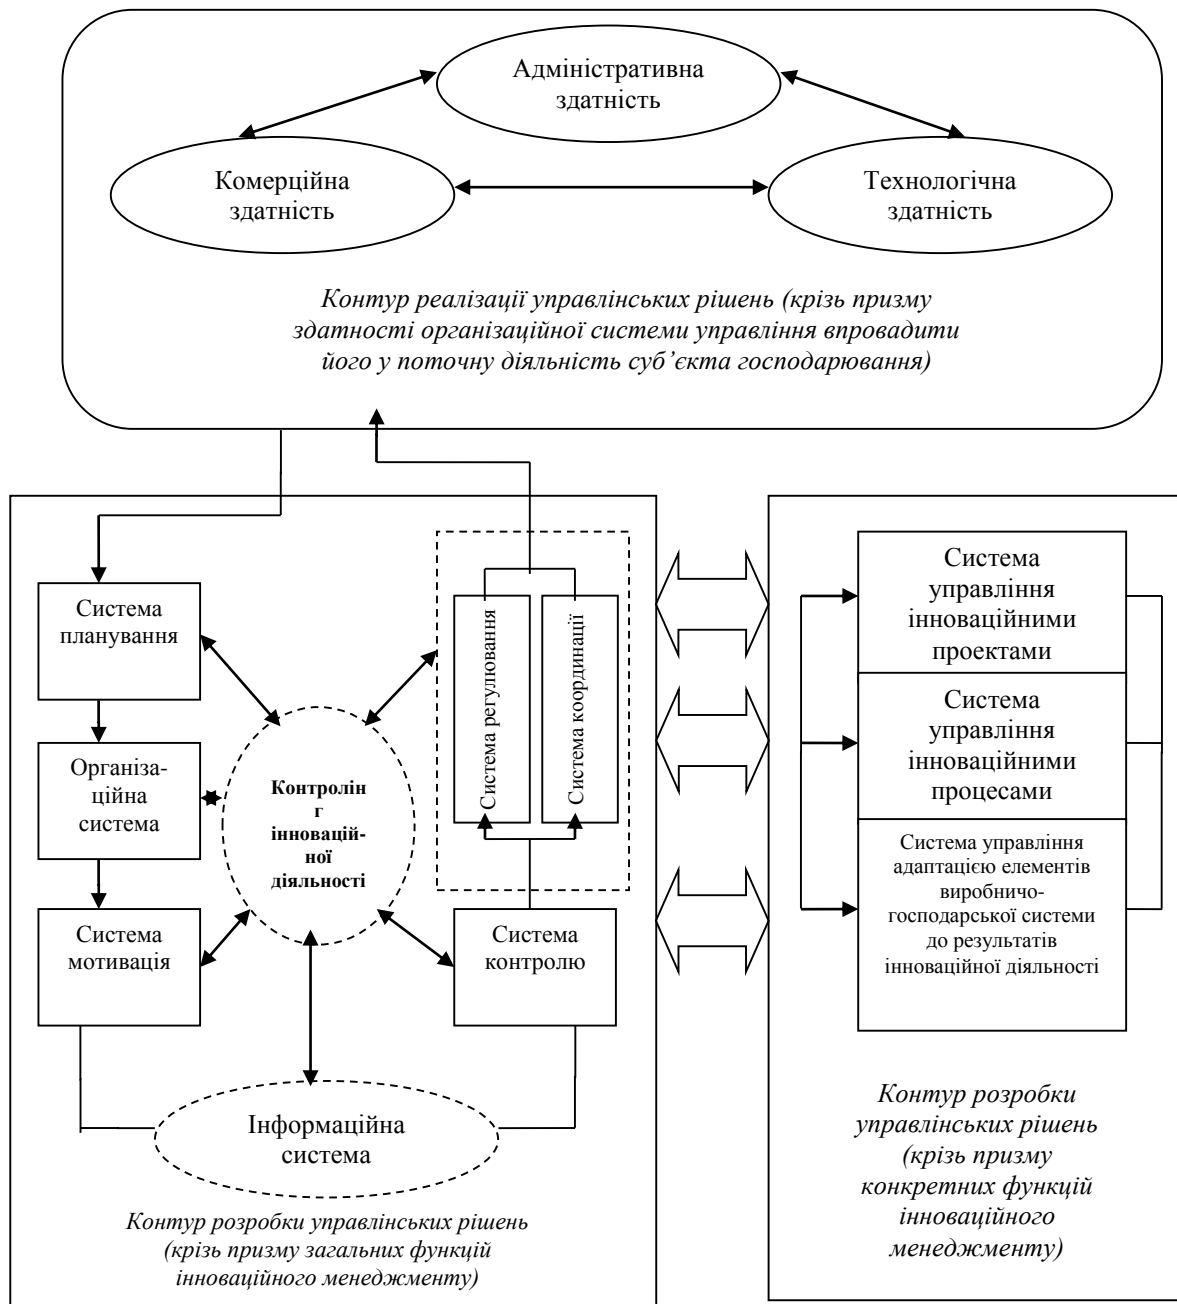 Адміністративна
здатність
Комерційна
здатність
Технологічна
здатність
Контур реалізації управлінських рішень (крізь призму
здатності організаційної системи управління впровадити
його у поточну діяльність суб’єкта господарювання)
Система
планування
Організа-
ційна
система
Система
мотивація
Контролін
г
інновацій-
ної
діяльності
Система регулювання
Система координації
Система
контролю
Інформаційна
система
Контур розробки управлінських рішень
(крізь призму загальних функцій
інноваційного менеджменту)
Система
управління
інноваційними
проектами
Система
управління
інноваційними
процесами
Система управління
адаптацією елементів
виробничо-
господарської системи
до результатів
інноваційної діяльності
Контур розробки
управлінських рішень
(крізь призму
конкретних функцій
інноваційного
менеджменту)